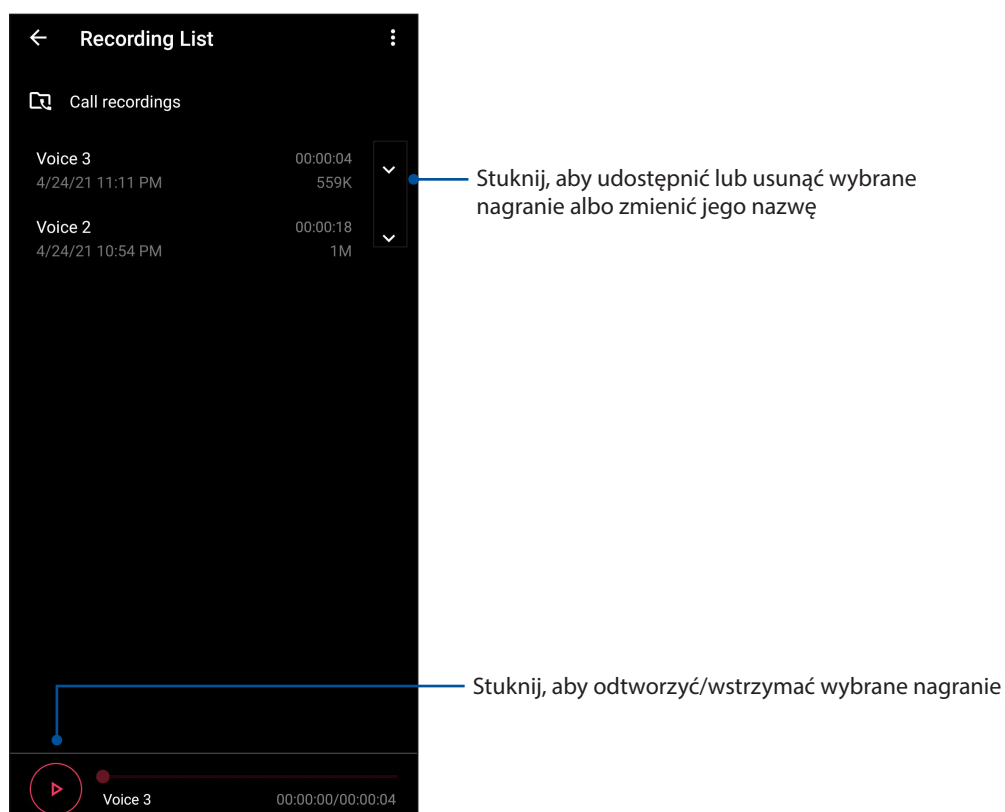 Recording List
Call recordings
Voice 3 00:00:04
4/24/21 11:11 PM 559K
Stuknij, aby udostępnić lub usunąć wybrane
nagranie albo zmienić jego nazwę
Voice 2 00:00:18
4/24/21 10:54 PM 1M
Stuknij, aby odtworzyć/wstrzymać wybrane nagranie
Voice 3 00:00:00/00:00:04